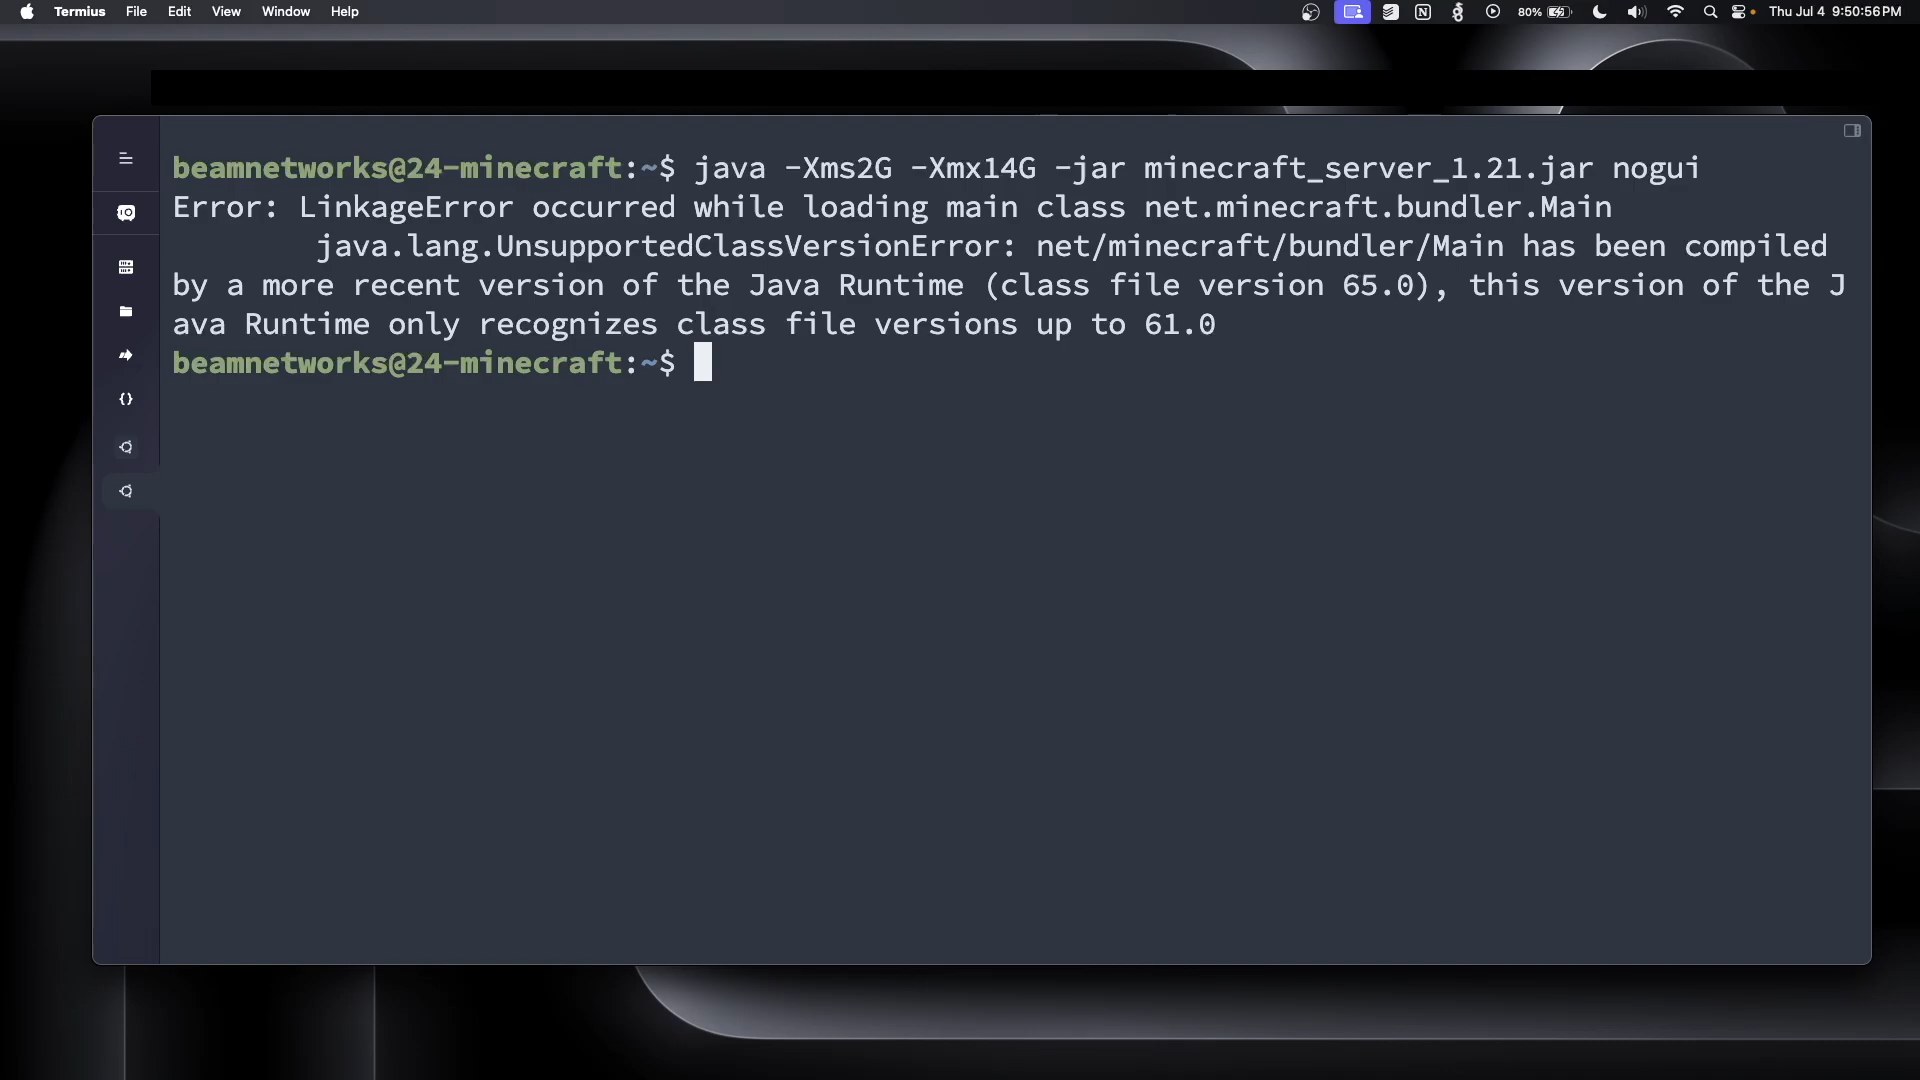 Termius File Edit View Window Help 80% Thu Jul 4 9:50:56 PM
beamnetworks@24-minecraft:~$ java -Xms2G -Xmx14G -jar minecraft_server_1.21.jar nogui
Error: LinkageError occurred while loading main class net.minecraft.bundler.Main
java.lang.UnsupportedClassVersionError: net/minecraft/bundler/Main has been compiled
by a more recent version of the Java Runtime (class file version 65.0), this version of the J
ava Runtime only recognizes class file versions up to 61.0
beamnetworks@24-minecraft:~$